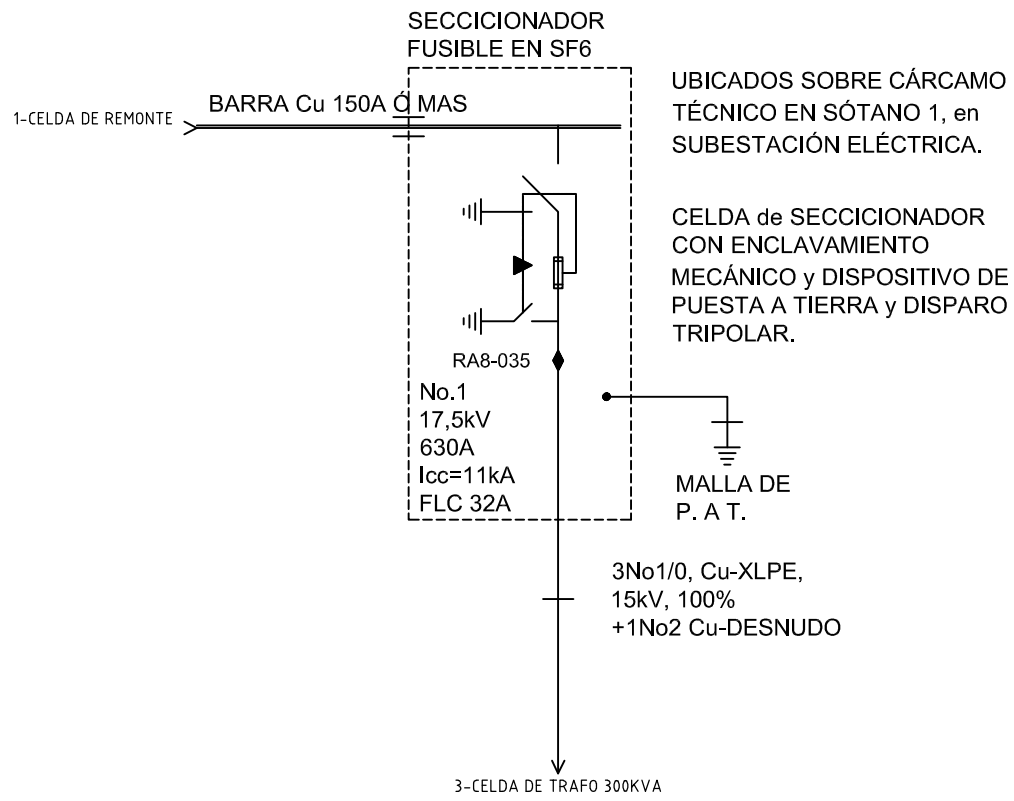 SECCICIONADOR
FUSIBLE EN SF6
BARRA Cu 150A Ó MAS
1-CELDA DE REMONTE
UBICADOS SOBRE CÁRCAMO
TÉCNICO EN SÓTANO 1, en
SUBESTACIÓN ELÉCTRICA.
CELDA de SECCICIONADOR
CON ENCLAVAMIENTO
MECÁNICO y DISPOSITIVO DE
PUESTA A TIERRA y DISPARO
TRIPOLAR.
RA8-035
No.1
17,5kV
630A
Icc=11kA
FLC 32A
MALLA DE
P. A T.
3No1/0, Cu-XLPE,
15kV, 100%
+1No2 Cu-DESNUDO
3-CELDA DE TRAFO 300KVA